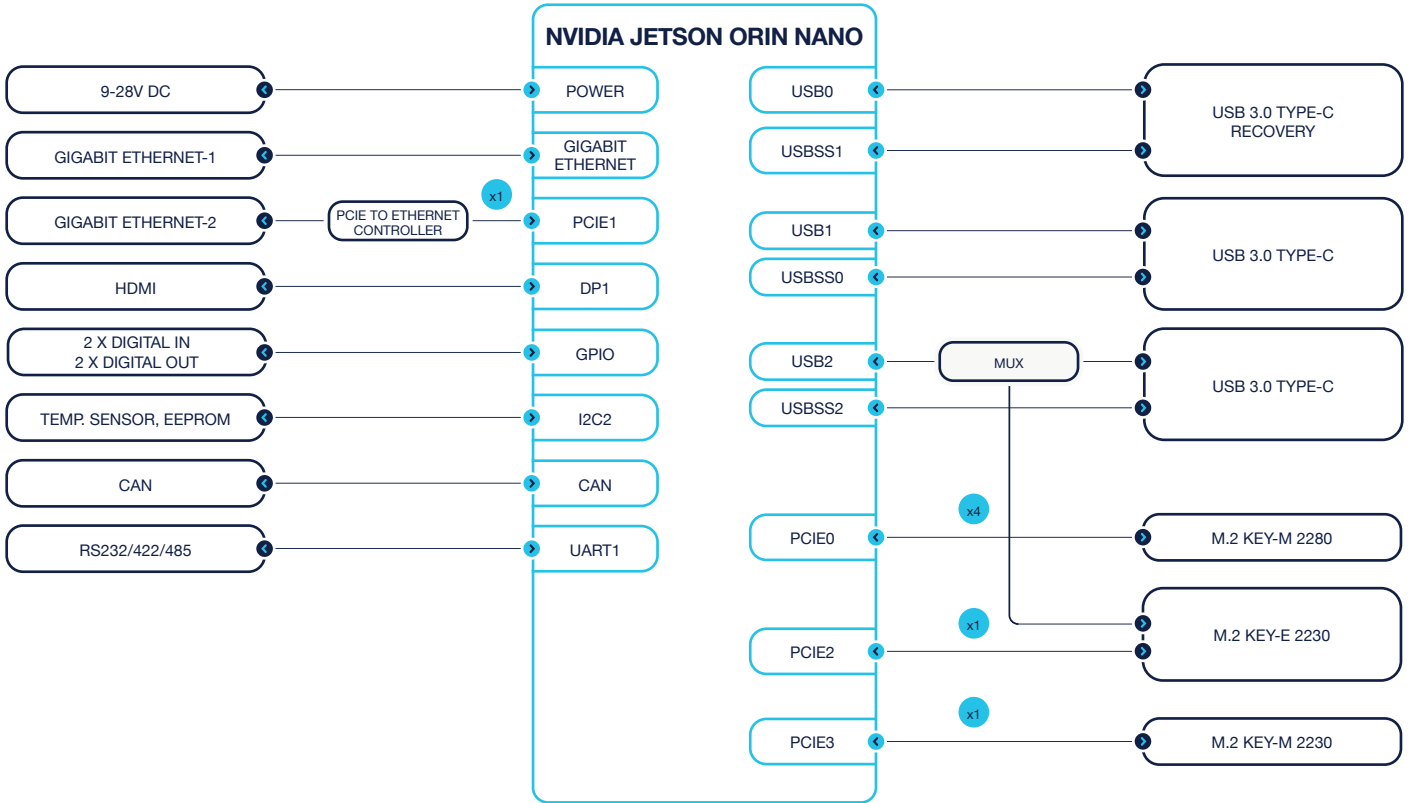 NVIDIA JETSON ORIN NANO
9-28V DC
POWER
GIGABIT ETHERNET-1
GIGABIT
ETHERNET
GIGABIT ETHERNET-2
PCIE TO ETHERNET
CONTROLLER
x1
PCIE1
HDMI
DP1
2 X DIGITAL IN
2 X DIGITAL OUT
GPIO
TEMP. SENSOR, EEPROM
I2C2
CAN
CAN
RS232/422/485
UART1
USB0
USBSS1
USB 3.0 TYPE-C
RECOVERY
USB1
USBSS0
USB 3.0 TYPE-C
USB2
MUX
USBSS2
USB 3.0 TYPE-C
PCIE0
x4
M.2 KEY-M 2280
PCIE2
x1
M.2 KEY-E 2230
PCIE3
x1
M.2 KEY-M 2230